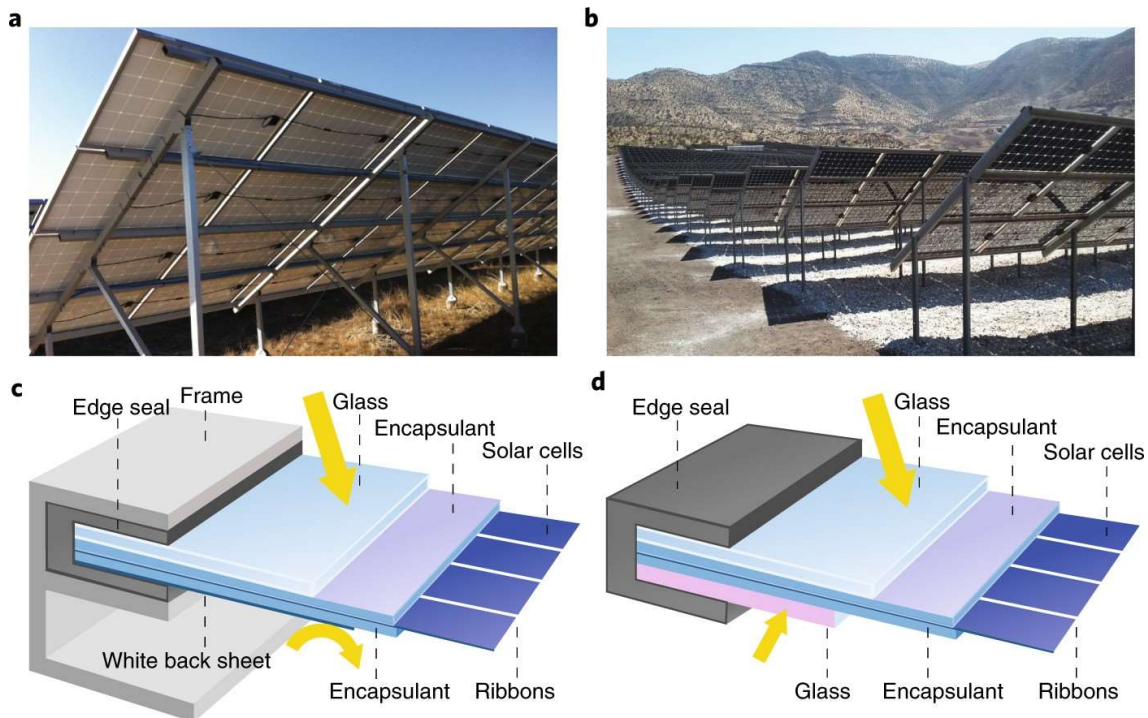 a
b
c
Frame
Edge seal
Glass
Encapsulant
Solar cells
White back sheet
Encapsulant
Ribbons
d
Edge seal
Glass
Encapsulant
Solar cells
Glass
Encapsulant
Ribbons